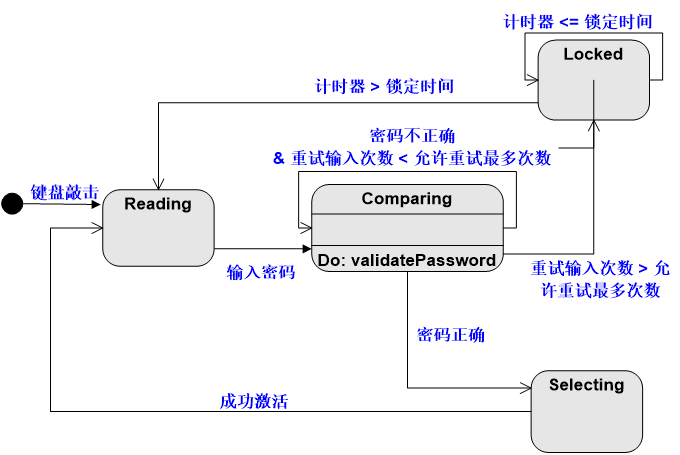 计时器 <= 锁定时间
Locked
计时器 > 锁定时间
密码不正确
& 重试输入次数 < 允许重试最多次数
键盘敲击
Reading
Comparing
Do: validatePassword
输入密码
重试输入次数 > 允
许重试最多次数
密码正确
Selecting
成功激活